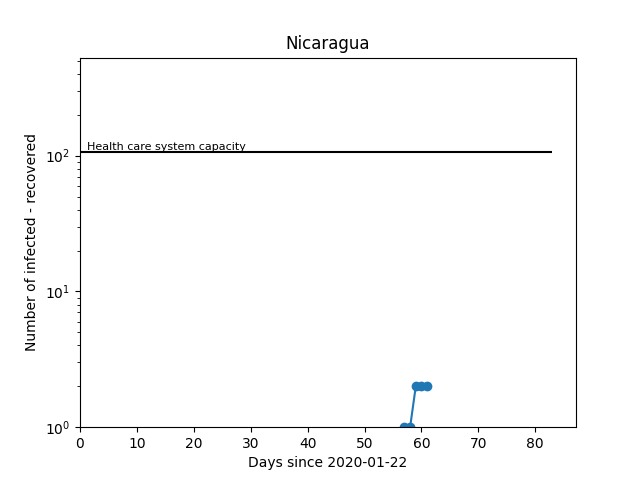 Nicaragua
Health care system capacity
Number of infected - recovered
10²
10¹
10⁰
0 10 20 30 40 50 60 70 80
Days since 2020-01-22